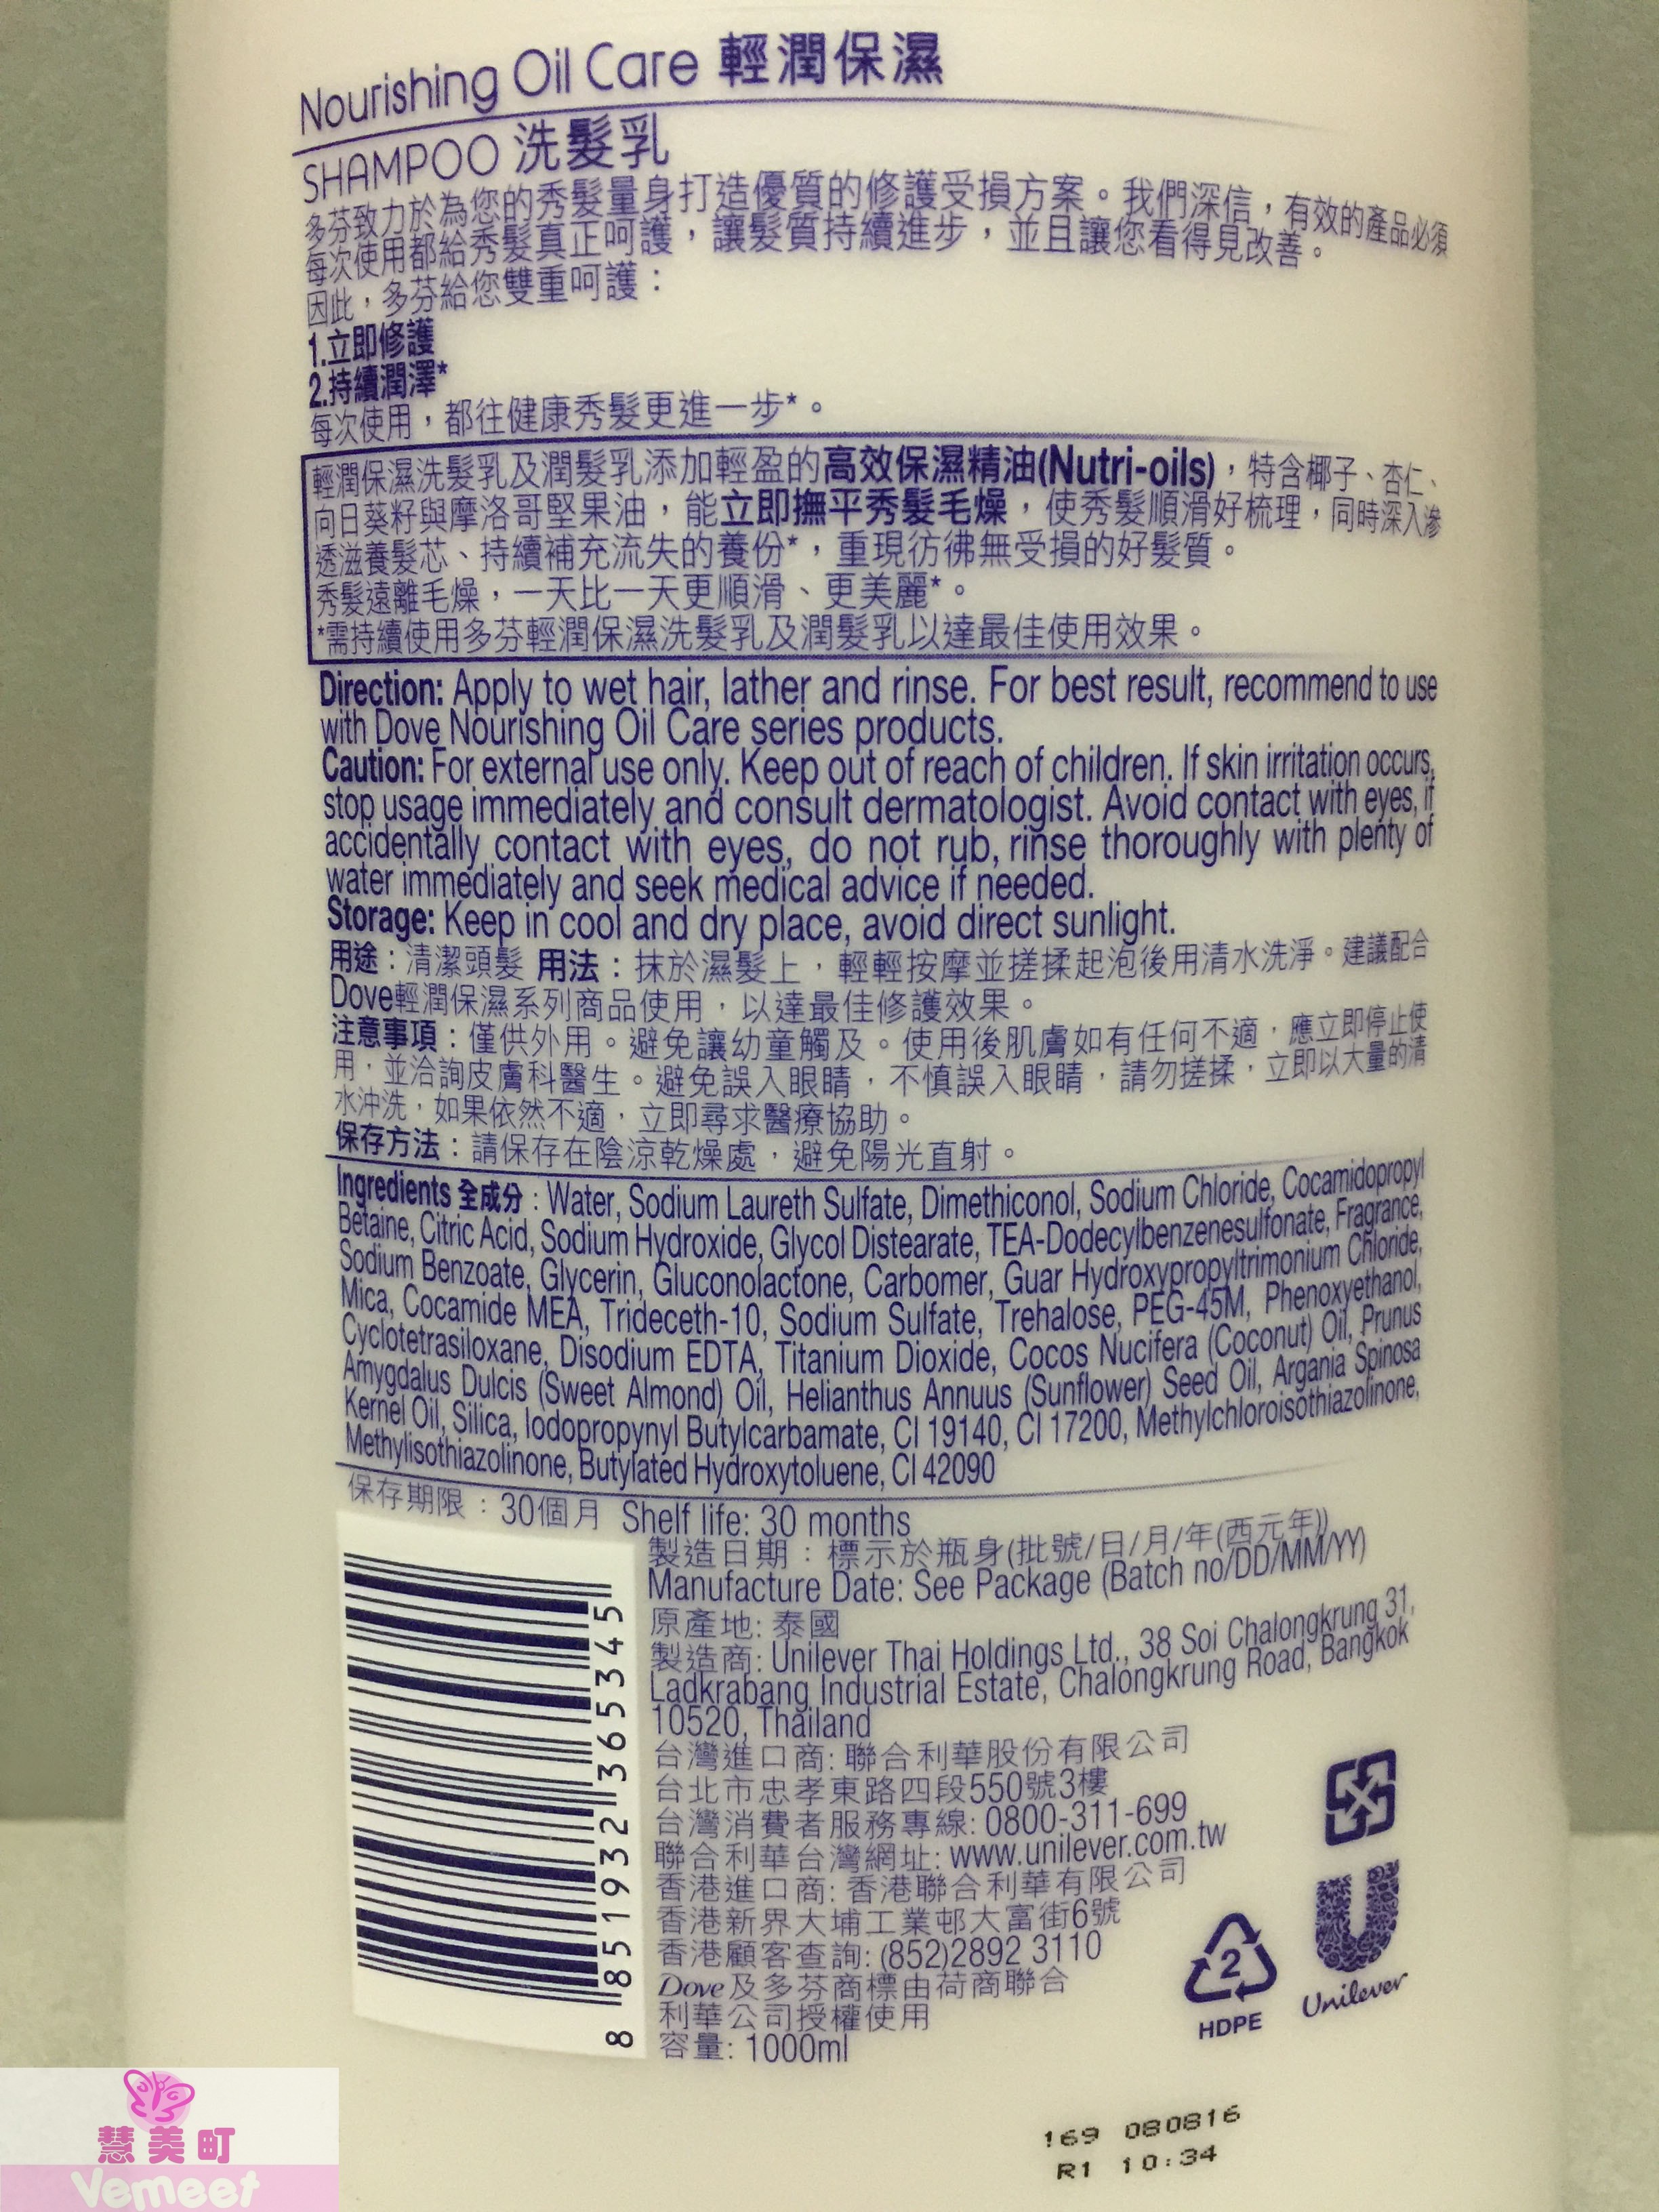 Nourishing Oil Care 輕潤保濕
SHAMPOO 洗髮乳
多芬致力於為您的秀髮量身打造優質的修護受損方案。我們深信，有效的產品必須
每次使用都給秀髮真正呵護，讓髮質持續進步，並且讓您看得見改善。
因此，多芬給您雙重呵護：
1.立即修護
2.持續潤澤*
每次使用，都往健康秀髮更進一步*。
輕潤保濕洗髮乳及潤髮乳添加輕盈的高效保濕精油(Nutri-oils)，特含椰子、杏仁、
向日葵籽與摩洛哥堅果油，能立即撫平秀髮毛燥，使秀髮順滑好梳理，同時深入滲
透滋養髮芯、持續補充流失的養份*，重現彷彿無受損的好髮質。
秀髮遠離毛燥，一天比一天更順滑、更美麗*。
*需持續使用多芬輕潤保濕洗髮乳及潤髮乳以達最佳使用效果。
Direction: Apply to wet hair, lather and rinse. For best result, recommend to use
with Dove Nourishing Oil Care series products.
Caution: For external use only. Keep out of reach of children. If skin irritation occurs,
stop usage immediately and consult dermatologist. Avoid contact with eyes, if
accidentally contact with eyes, do not rub, rinse thoroughly with plenty of
water immediately and seek medical advice if needed.
Storage: Keep in cool and dry place, avoid direct sunlight.
用途：清潔頭髮 用法：抹於濕髮上，輕輕按摩並搓揉起泡後用清水洗淨。建議配合
Dove輕潤保濕系列商品使用，以達最佳修護效果。
注意事項：僅供外用。避免讓幼童觸及。使用後肌膚如有任何不適，應立即停止使
用，並洽詢皮膚科醫生。避免誤入眼睛，不慎誤入眼睛，請勿搓揉，立即以大量的清
水沖洗，如果依然不適，立即尋求醫療協助。
保存方法：請保存在陰涼乾燥處，避免陽光直射。
Ingredients 全成分：Water, Sodium Laureth Sulfate, Dimethiconol, Sodium Chloride, Cocamidopropyl
Betaine, Citric Acid, Sodium Hydroxide, Glycol Distearate, TEA-Dodecylbenzenesulfonate, Fragrance,
Sodium Benzoate, Glycerin, Gluconolactone, Carbomer, Guar Hydroxypropyltrimonium Chloride,
Mica, Cocamide MEA, Trideceth-10, Sodium Sulfate, Trehalose, PEG-45M, Phenoxyethanol,
Cyclotetrasiloxane, Disodium EDTA, Titanium Dioxide, Cocos Nucifera (Coconut) Oil, Prunus
Amygdalus Dulcis (Sweet Almond) Oil, Helianthus Annuus (Sunflower) Seed Oil, Argania Spinosa
Kernel Oil, Silica, Iodopropynyl Butylcarbamate, CI 19140, CI 17200, Methylchloroisothiazolinone,
Methylisothiazolinone, Butylated Hydroxytoluene, CI 42090
保存期限：30個月 Shelf life: 30 months
製造日期：標示於瓶身(批號/日/月/年(西元年))
Manufacture Date: See Package (Batch no/DD/MM/YY)
原產地: 泰國
製造商: Unilever Thai Holdings Ltd., 38 Soi Chalongkrung 31,
Ladkrabang Industrial Estate, Chalongkrung Road, Bangkok
10520, Thailand
台灣進口商: 聯合利華股份有限公司
台北市忠孝東路四段550號3樓
台灣消費者服務專線: 0800-311-699
聯合利華台灣網址: www.unilever.com.tw
香港進口商: 香港聯合利華有限公司
香港新界大埔工業邨大富街6號
香港顧客查詢: (852)2892 3110
Dove及多芬商標由荷商聯合
利華公司授權使用
容量: 1000ml
8 851932 365345
2
HDPE
Unilever
169 080816
R1 10:34
慧美町
Vemeet